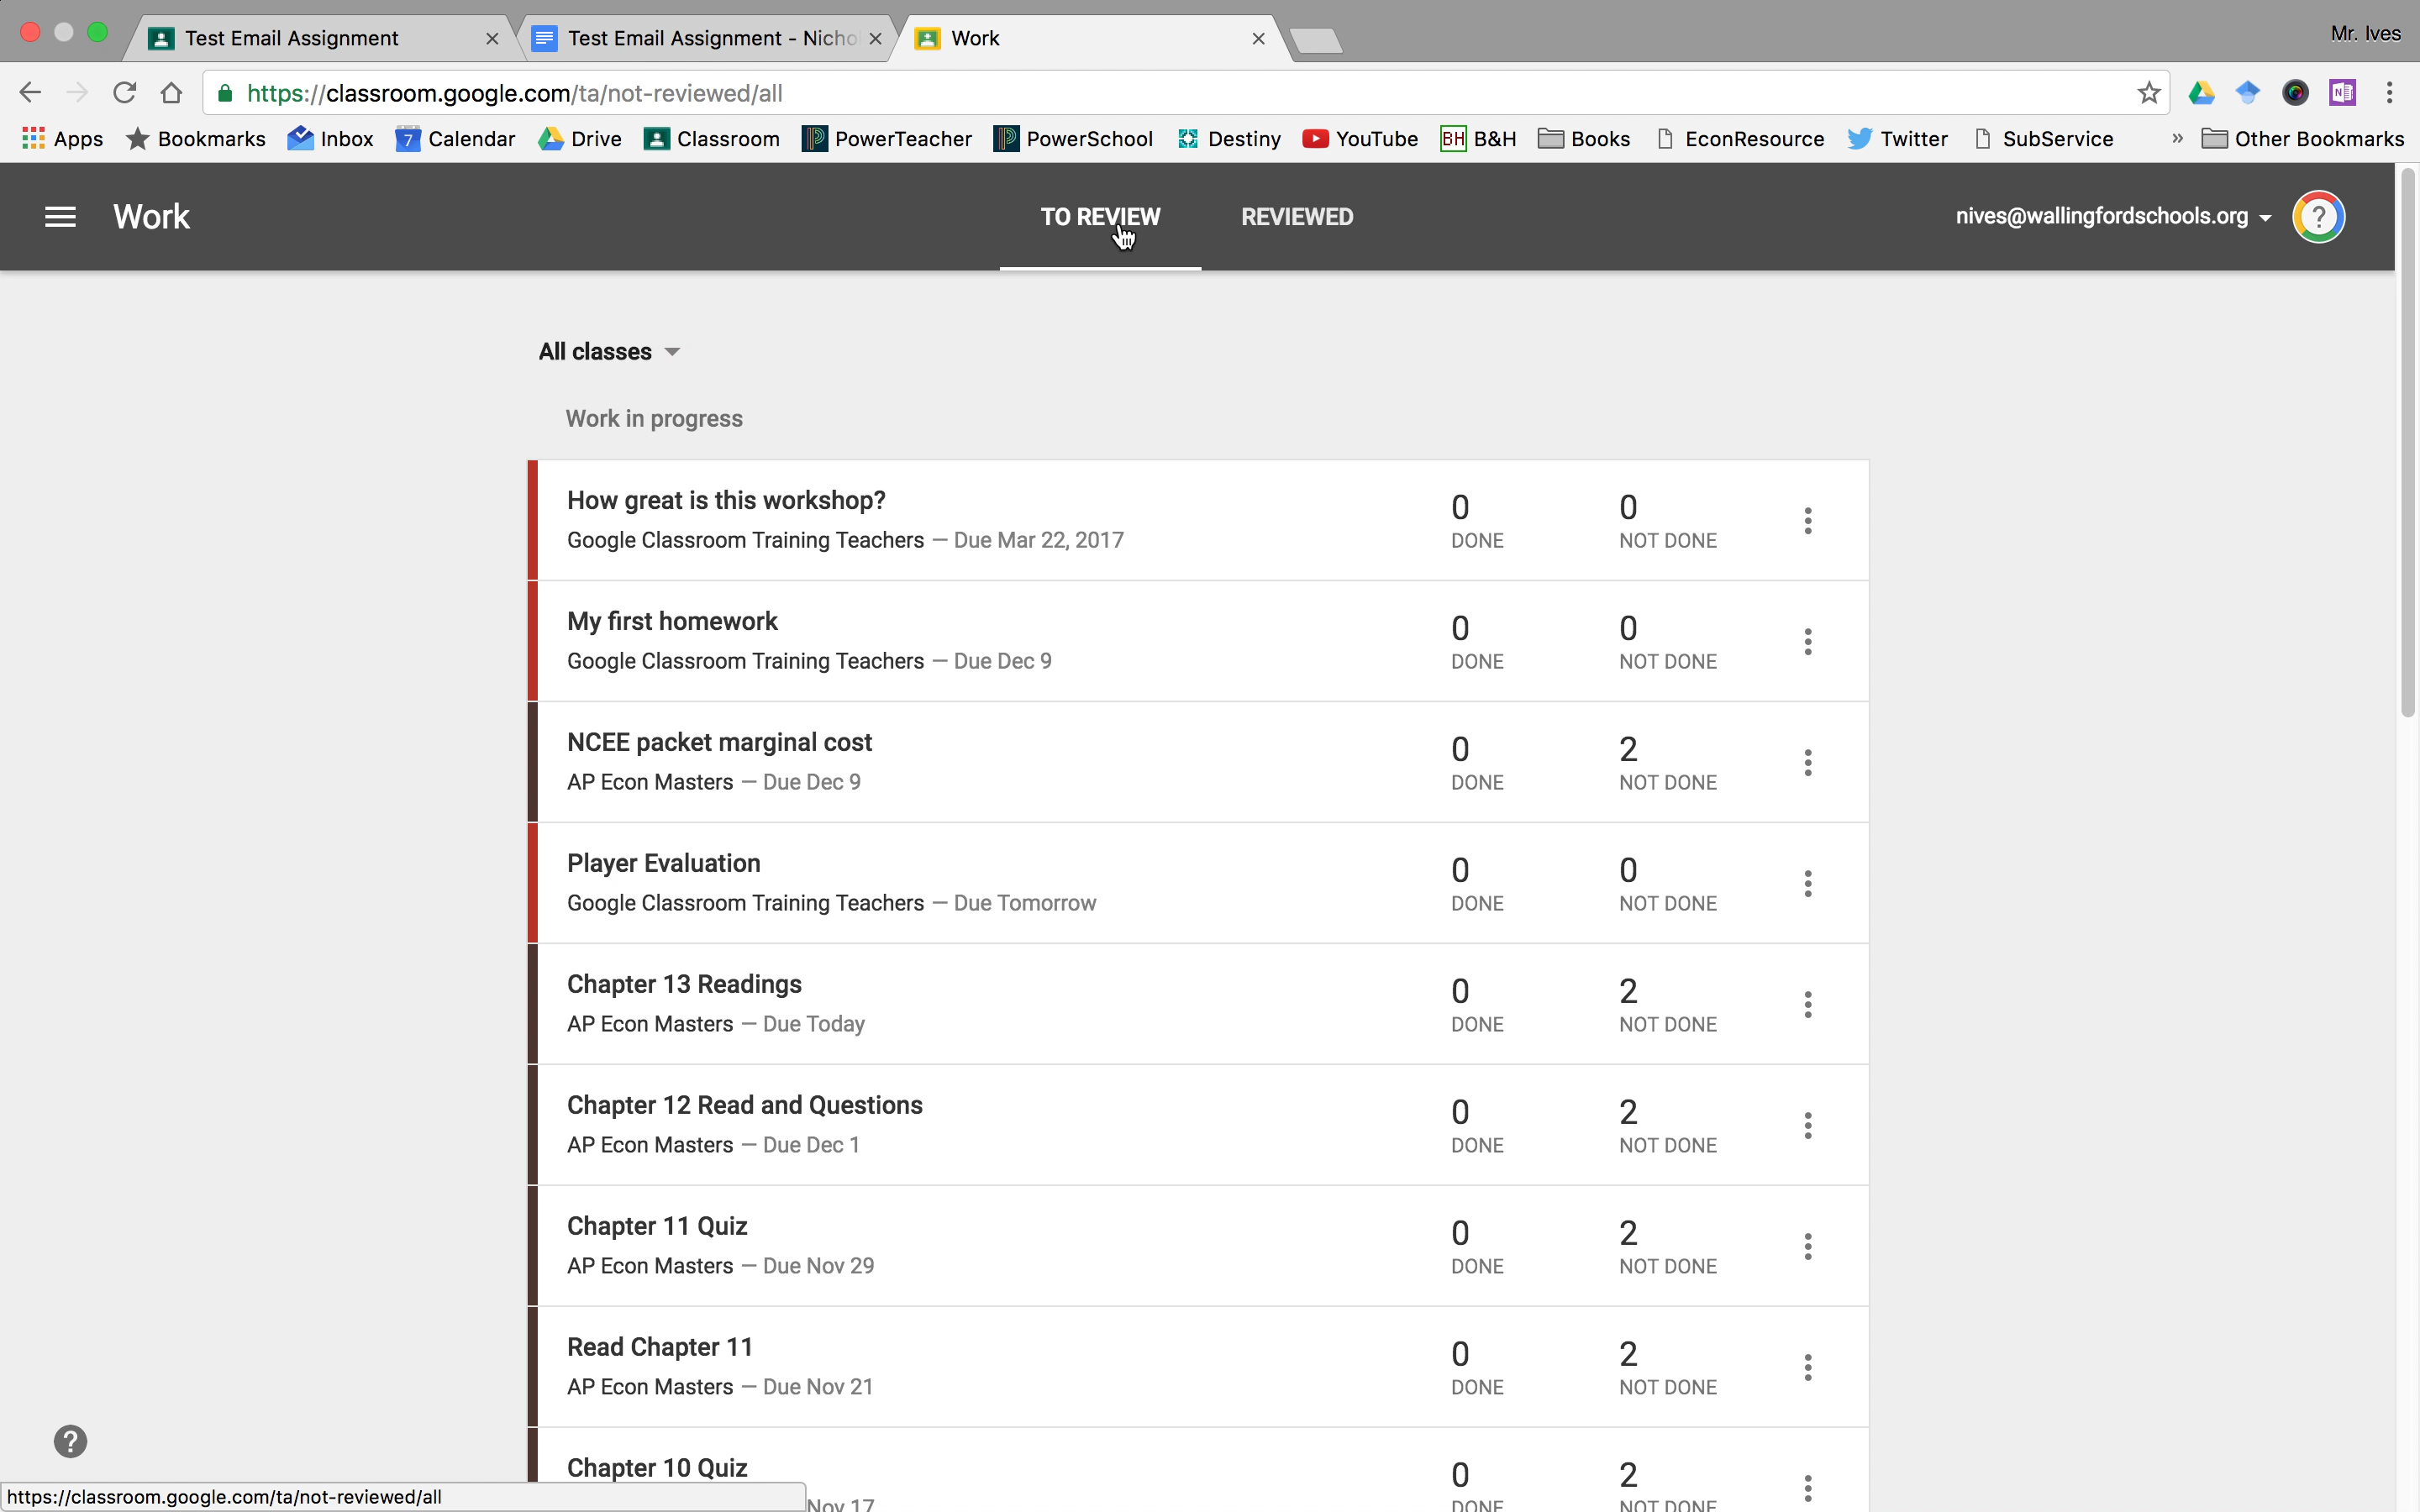 Test Email Assignment
Test Email Assignment - Nicho
Work
Mr. Ives
https://classroom.google.com/ta/not-reviewed/all
Apps Bookmarks Inbox 7 Calendar Drive Classroom PowerTeacher PowerSchool Destiny YouTube BH B&H Books EconResource Twitter SubService » Other Bookmarks
Work TO REVIEW REVIEWED nives@wallingfordschools.org ?
All classes
Work in progress
How great is this workshop?
Google Classroom Training Teachers — Due Mar 22, 2017
0 0
DONE NOT DONE
My first homework
Google Classroom Training Teachers — Due Dec 9
0 0
DONE NOT DONE
NCEE packet marginal cost
AP Econ Masters — Due Dec 9
0 2
DONE NOT DONE
Player Evaluation
Google Classroom Training Teachers — Due Tomorrow
0 0
DONE NOT DONE
Chapter 13 Readings
AP Econ Masters — Due Today
0 2
DONE NOT DONE
Chapter 12 Read and Questions
AP Econ Masters — Due Dec 1
0 2
DONE NOT DONE
Chapter 11 Quiz
AP Econ Masters — Due Nov 29
0 2
DONE NOT DONE
Read Chapter 11
AP Econ Masters — Due Nov 21
0 2
DONE NOT DONE
Chapter 10 Quiz
Nov 17
0 2
DONE NOT DONE
?
https://classroom.google.com/ta/not-reviewed/all